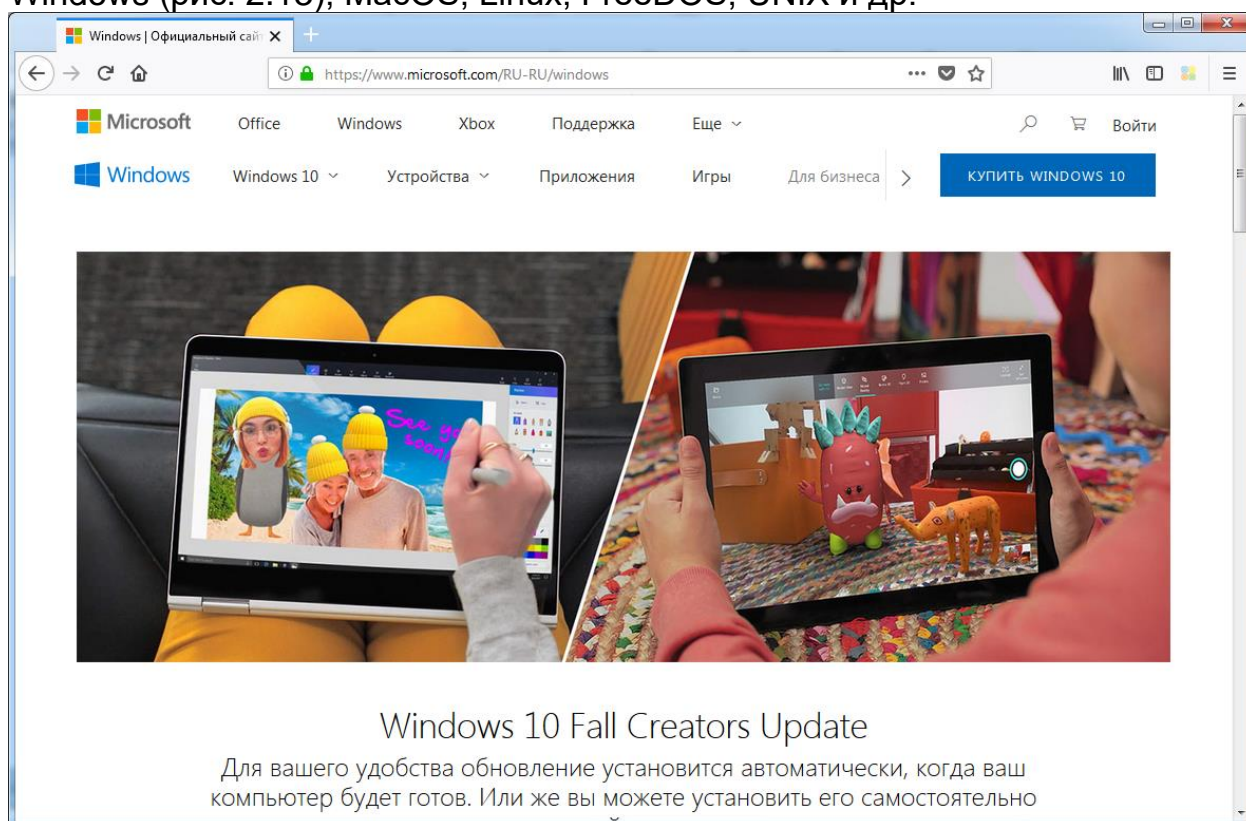 Windows (рис. 2.13), MacOS, Linux, FreeDOS, UNIX и др.
Windows | Официальный сайт
https://www.microsoft.com/RU-RU/windows
Microsoft Office Windows Xbox Поддержка Еще Войти
Windows Windows 10 Устройства Приложения Игры Для бизнеса КУПИТЬ WINDOWS 10
See you
soon!
Windows 10 Fall Creators Update
Для вашего удобства обновление установится автоматически, когда ваш
компьютер будет готов. Или же вы можете установить его самостоятельно